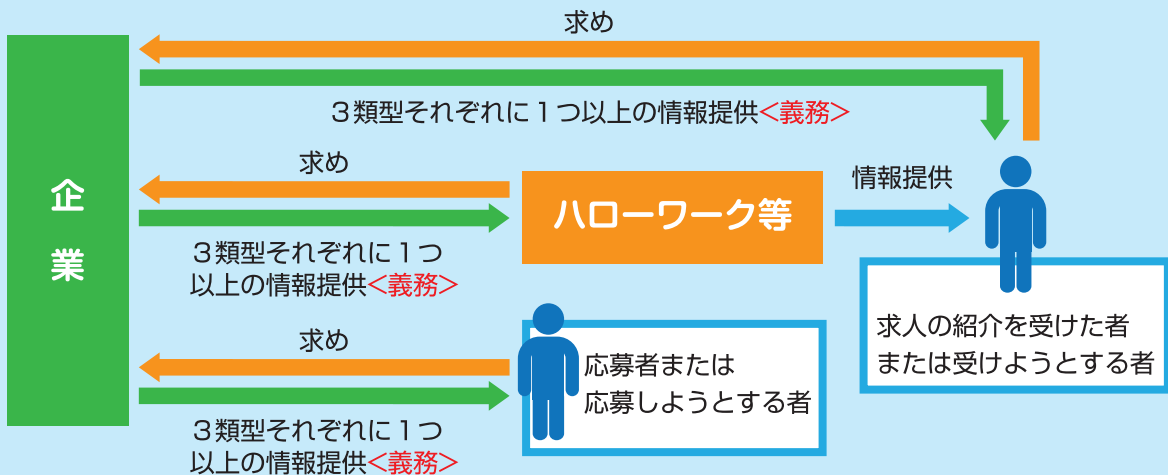 求め
3類型それぞれに1つ以上の情報提供<義務>
企業
求め
ハローワーク等
情報提供
3類型それぞれに1つ
以上の情報提供<義務>
求人の紹介を受けた者
または受けようとする者
求め
応募者または
応募しようとする者
3類型それぞれに1つ
以上の情報提供<義務>